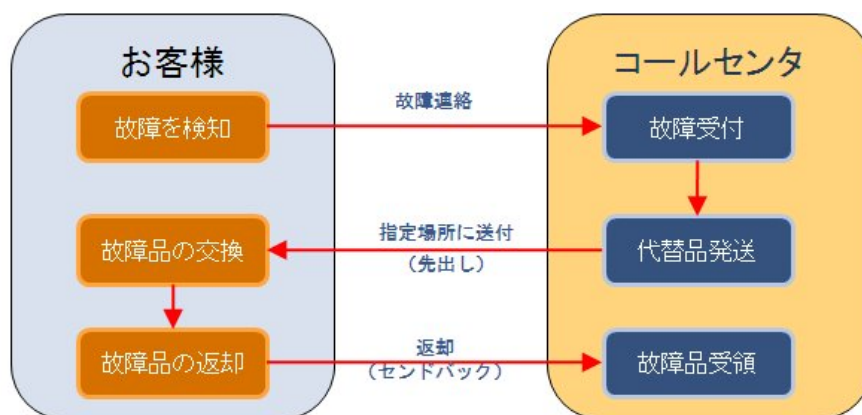 お客様
コールセンタ
故障を検知
故障連絡
故障受付
故障品の交換
指定場所に送付
（先出し）
代替品発送
故障品の返却
返却
（センドバック）
故障品受領